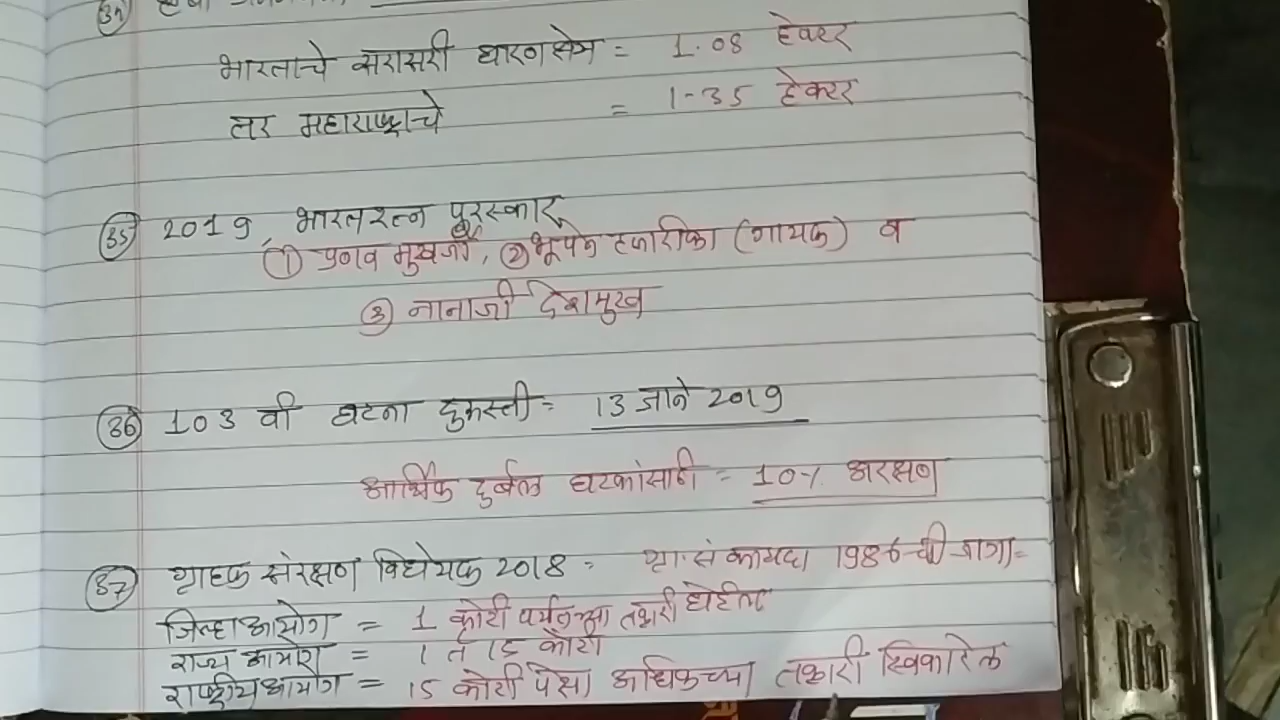 भारताचे सरासरी धारणक्षेत्र = 1.08 हेक्टर
तर महाराष्ट्राचे = 1-35 हेक्टर
35 2019 भारतरत्न पुरस्कार
① प्रणव मुखर्जी, ② भूपेन हजारीका (गायक) व
③ नानाजी देशमुख
36 103 वी घटना दुरुस्ती = 13 जाने 2019
आर्थिक दुर्बल घटकांसाठी = 10% अरक्षण
37 ग्राहक संरक्षण विधेयक 2018 = ग्रा.सं कायदा 1986 ची जागा =
जिल्हा आयोग = 1 कोटी पर्यंतच्या तक्रारी घेईल
राज्य आयोग = 1 ते 15 कोटी
राष्ट्रीय आयोग = 15 कोटी पेक्षा अधिकच्या तक्रारी स्विकारेल